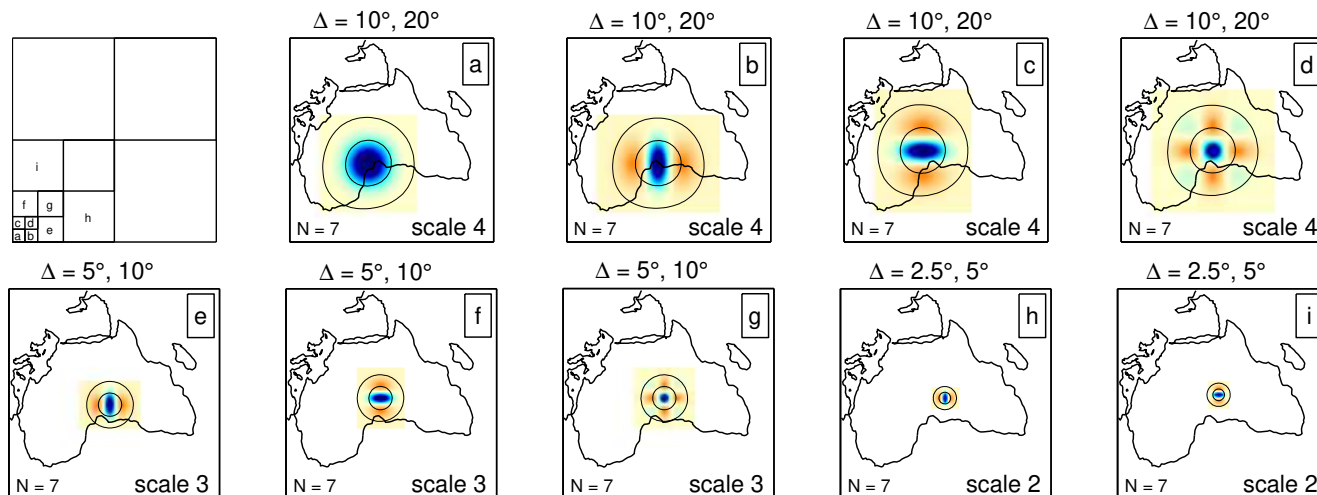 Δ = 10°, 20°
Δ = 10°, 20°
Δ = 10°, 20°
Δ = 10°, 20°
i
f g
h
c d
e
a b
a
N = 7 scale 4
b
N = 7 scale 4
c
N = 7 scale 4
d
N = 7 scale 4
Δ = 5°, 10°
Δ = 5°, 10°
Δ = 5°, 10°
Δ = 2.5°, 5°
Δ = 2.5°, 5°
e
N = 7 scale 3
f
N = 7 scale 3
g
N = 7 scale 3
h
N = 7 scale 2
i
N = 7 scale 2